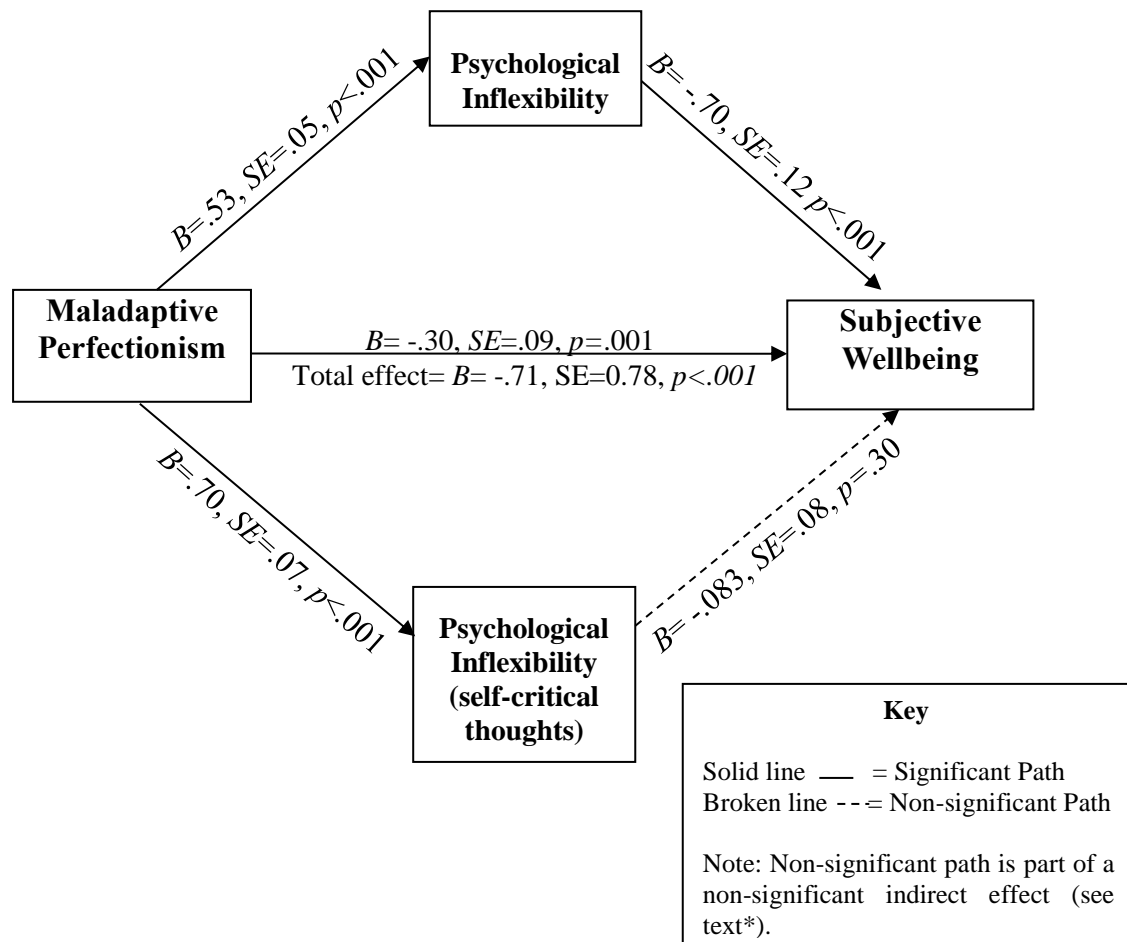 Psychological
Inflexibility
B=.53, SE=.05, p<.001
B=-.70, SE=.12 p<.001
Maladaptive
Perfectionism
B= -.30, SE=.09, p=.001
Total effect= B= -.71, SE=0.78, p<.001
Subjective
Wellbeing
B=.70, SE=.07, p<.001
B= -.083, SE=.08, p=.30
Psychological
Inflexibility
(self-critical
thoughts)
Key
Solid line — = Significant Path
Broken line ---= Non-significant Path
Note: Non-significant path is part of a
non-significant indirect effect (see
text*).